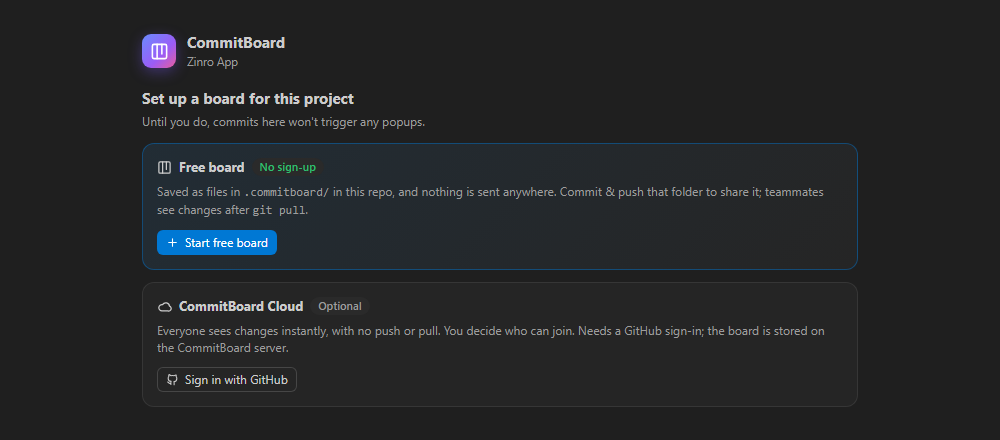 CommitBoard
Zinro App
Set up a board for this project
Until you do, commits here won't trigger any popups.
Free board No sign-up
Saved as files in .commitboard/ in this repo, and nothing is sent anywhere. Commit & push that folder to share it; teammates
see changes after git pull.
+ Start free board
CommitBoard Cloud Optional
Everyone sees changes instantly, with no push or pull. You decide who can join. Needs a GitHub sign-in; the board is stored on
the CommitBoard server.
Sign in with GitHub